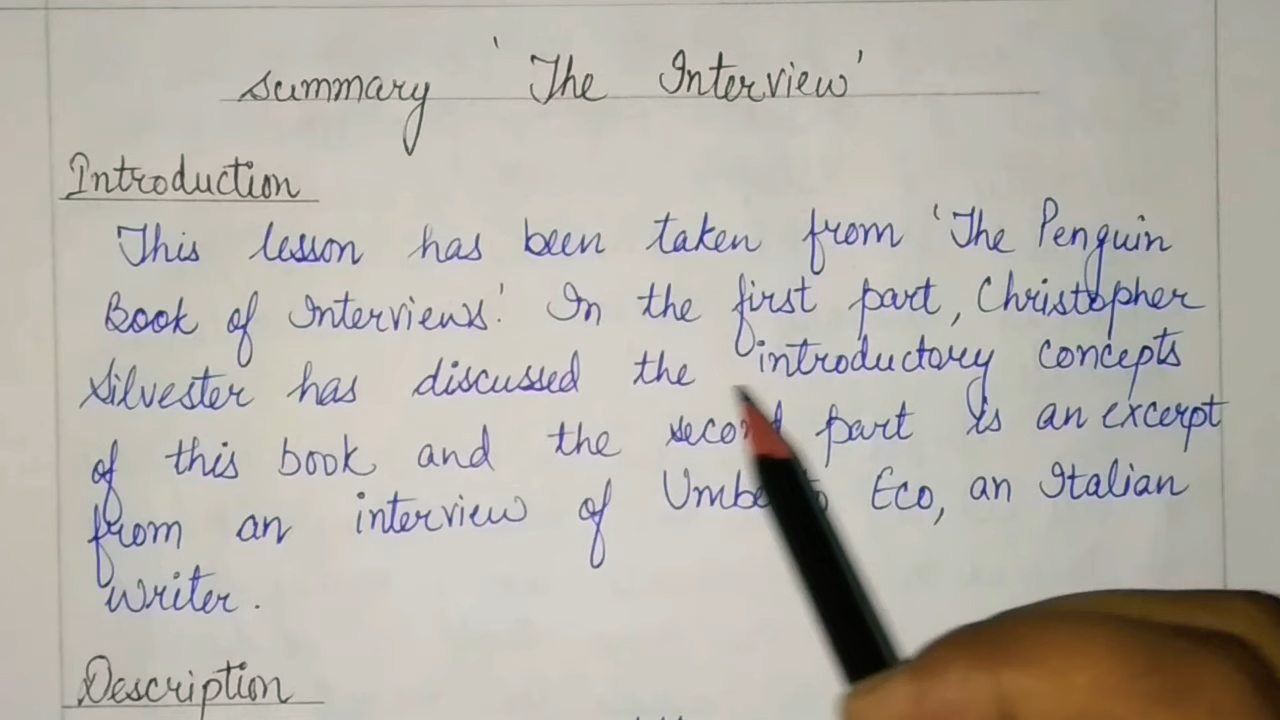 Summary 'The Interview'
Introduction
This lesson has been taken from 'The Penguin
Book of Interviews.' In the first part, Christopher
Silvester has discussed the introductory concepts
of this book and the second part is an excerpt
from an interview of Umberto Eco, an Italian
writer.
Description